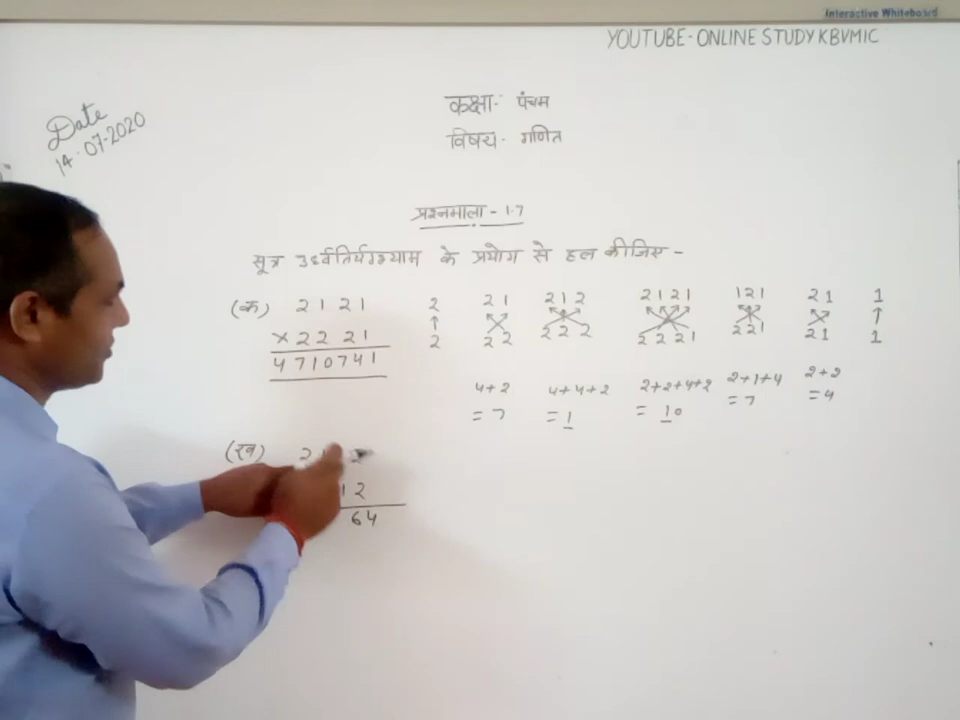 Interactive Whiteboard
YOUTUBE-ONLINE STUDY KBVMIC
Date
14-07-2020
कक्षा:- पंचम
विषय:- गणित
प्रश्नमाला - 1.7
सूत्र उर्ध्वतिर्यग्भ्याम के प्रयोग से हल कीजिए -
(क) 2121 2 21 212 2121 121 21 1
×2221 2 22 222 2221 221 21 1
4710741
4+2 4+4+2 2+2+4+2 2+1+4 2+2
=7 =1 =10 =7 =4
(ख) 2 2
12
64